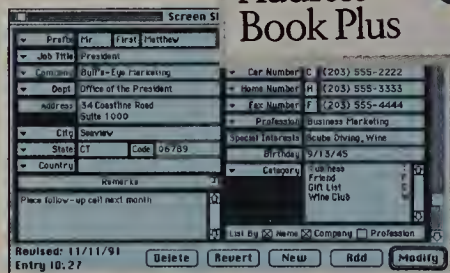 Book Plus
Screen
Prefix Mr First Matthew
Job Title President
Company Bull's-Eye Marketing
Dept Office of the President
Address 34 Coastline Road
Suite 1000
City Seaview
State CT Code 06789
Country
Remarks
Place follow-up call next month
Car Number C (203) 555-2222
Home Number H (203) 555-3333
Fax Number F (203) 555-4444
Profession Business Marketing
Special Interests Scuba Diving, Wine
Birthday 9/13/45
Category Business
Friend
Gift List
Wine Club
List By Name Company Profession
Revised: 11/11/91
Entry ID: 27
Delete Revert New Add Modify